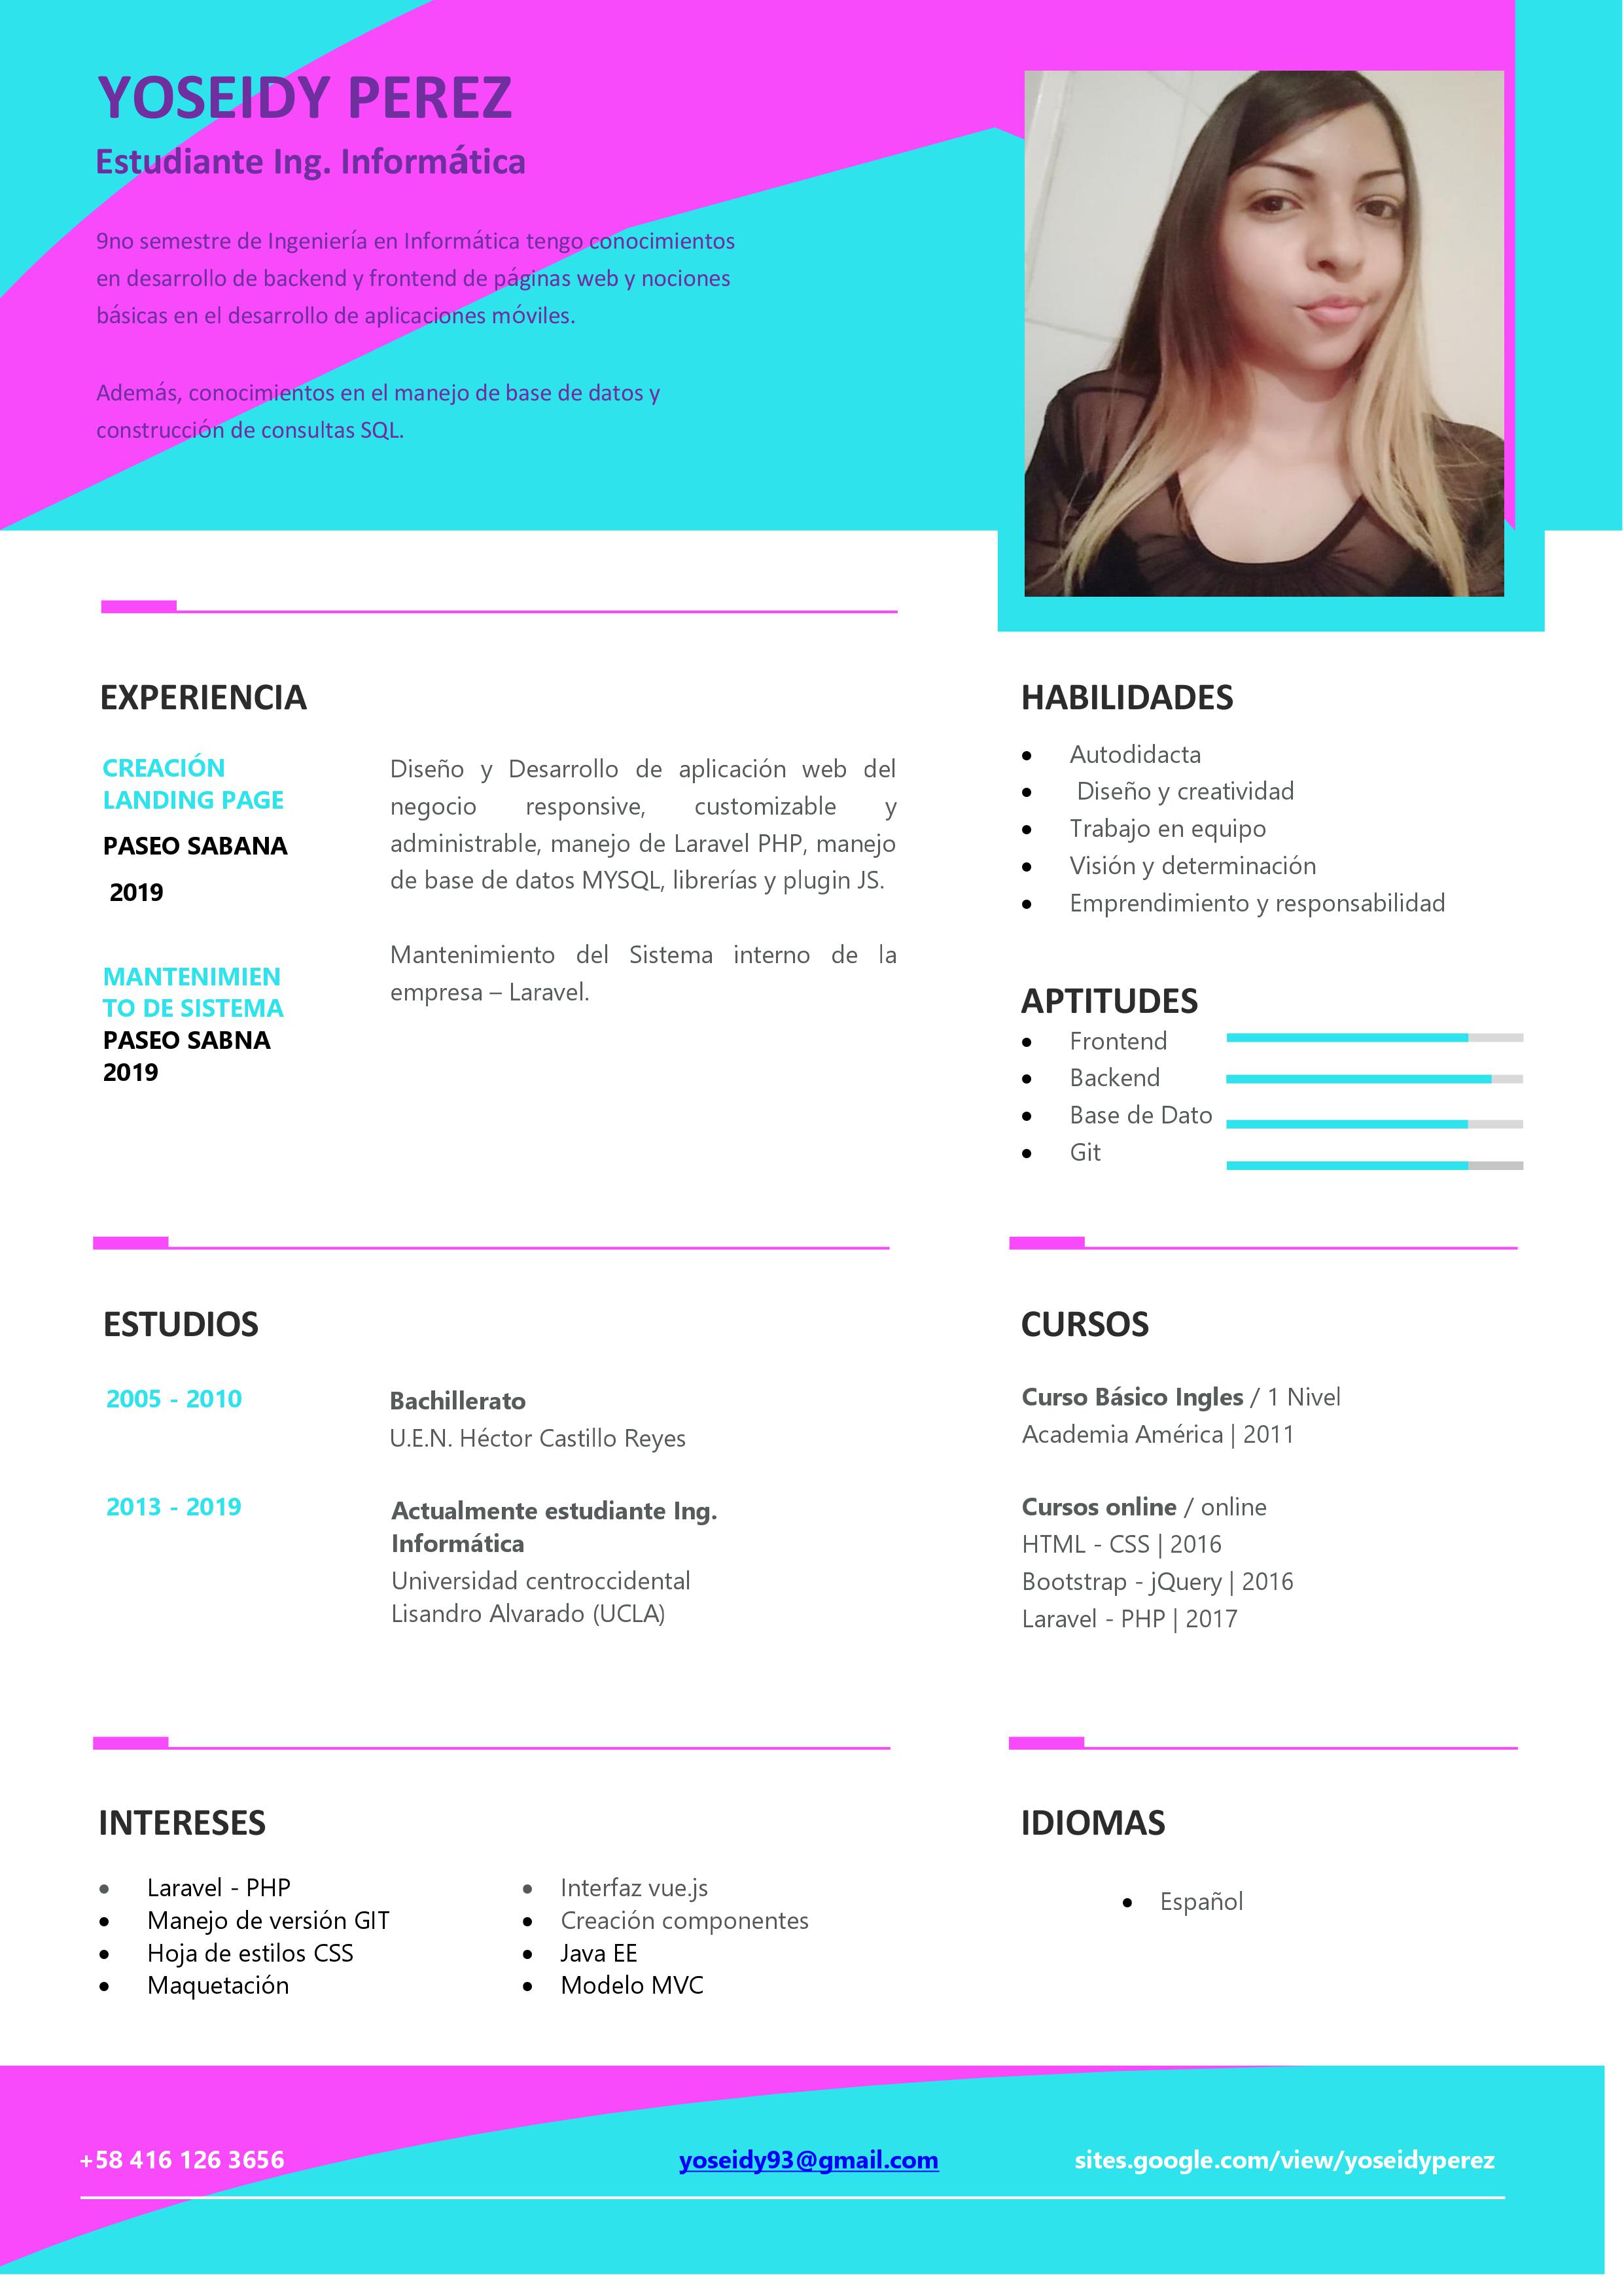 YOSEIDY PEREZ
Estudiante Ing. Informática
9no semestre de Ingeniería en Informática tengo conocimientos
en desarrollo de backend y frontend de páginas web y nociones
básicas en el desarrollo de aplicaciones móviles.
Además, conocimientos en el manejo de base de datos y
construcción de consultas SQL.
EXPERIENCIA
CREACIÓN
LANDING PAGE
PASEO SABANA
2019
Diseño y Desarrollo de aplicación web del
negocio responsive, customizable y
administrable, manejo de Laravel PHP, manejo
de base de datos MYSQL, librerías y plugin JS.
MANTENIMIEN
TO DE SISTEMA
PASEO SABNA
2019
Mantenimiento del Sistema interno de la
empresa – Laravel.
HABILIDADES
• Autodidacta
• Diseño y creatividad
• Trabajo en equipo
• Visión y determinación
• Emprendimiento y responsabilidad
APTITUDES
• Frontend
• Backend
• Base de Dato
• Git
ESTUDIOS
2005 - 2010
Bachillerato
U.E.N. Héctor Castillo Reyes
2013 - 2019
Actualmente estudiante Ing.
Informática
Universidad centroccidental
Lisandro Alvarado (UCLA)
CURSOS
Curso Básico Ingles / 1 Nivel
Academia América | 2011
Cursos online / online
HTML - CSS | 2016
Bootstrap - jQuery | 2016
Laravel - PHP | 2017
INTERESES
• Laravel - PHP
• Manejo de versión GIT
• Hoja de estilos CSS
• Maquetación
• Interfaz vue.js
• Creación componentes
• Java EE
• Modelo MVC
IDIOMAS
• Español
+58 416 126 3656
yoseidy93@gmail.com
sites.google.com/view/yoseidyperez